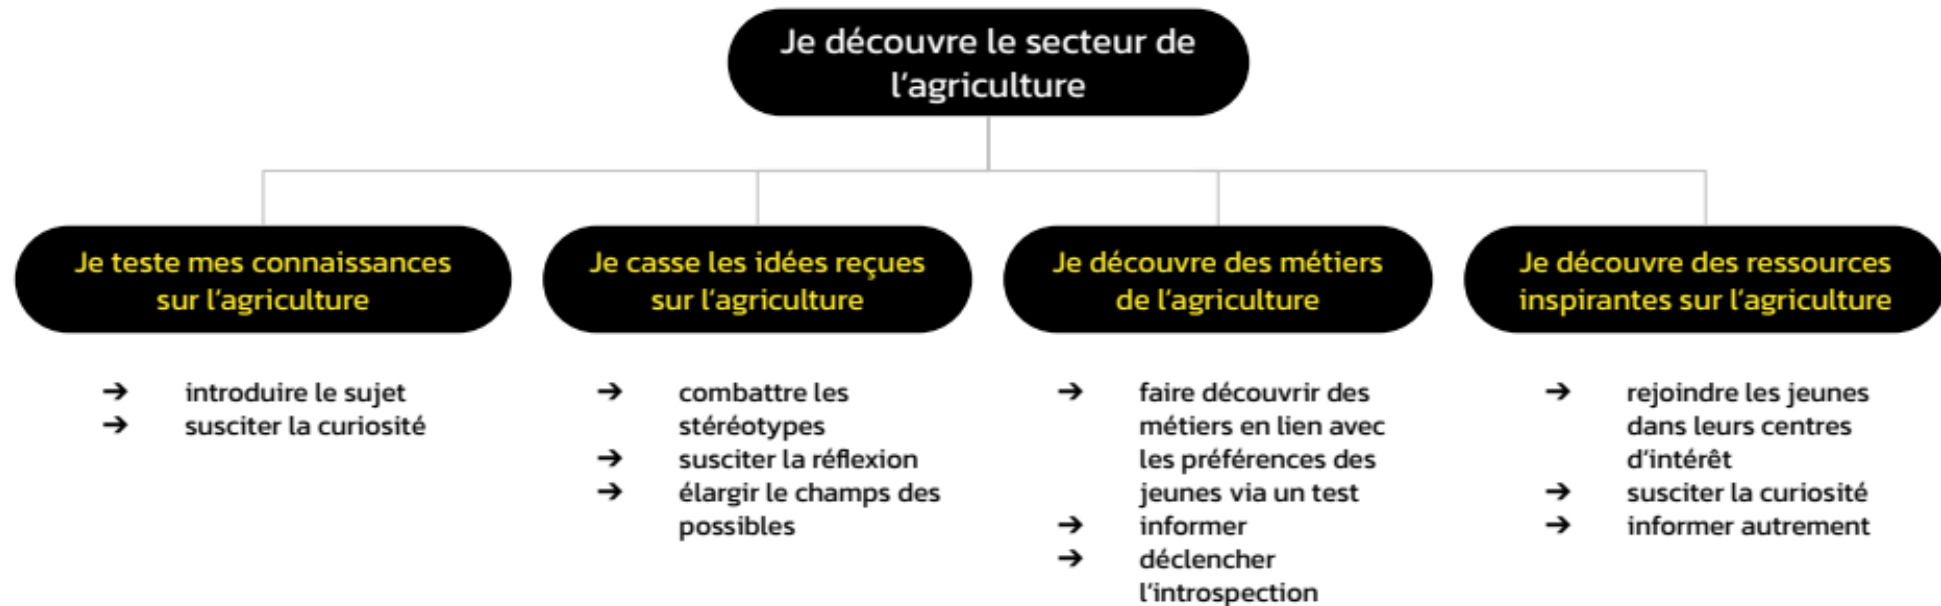 Je découvre le secteur de
l'agriculture
Je teste mes connaissances
sur l'agriculture
➔ introduire le sujet
➔ susciter la curiosité
Je casse les idées reçues
sur l'agriculture
➔ combattre les
stéréotypes
➔ susciter la réflexion
➔ élargir le champs des
possibles
Je découvre des métiers
de l'agriculture
➔ faire découvrir des
métiers en lien avec
les préférences des
jeunes via un test
➔ informer
➔ déclencher
l'introspection
Je découvre des ressources
inspirantes sur l'agriculture
➔ rejoindre les jeunes
dans leurs centres
d'intérêt
➔ susciter la curiosité
➔ informer autrement